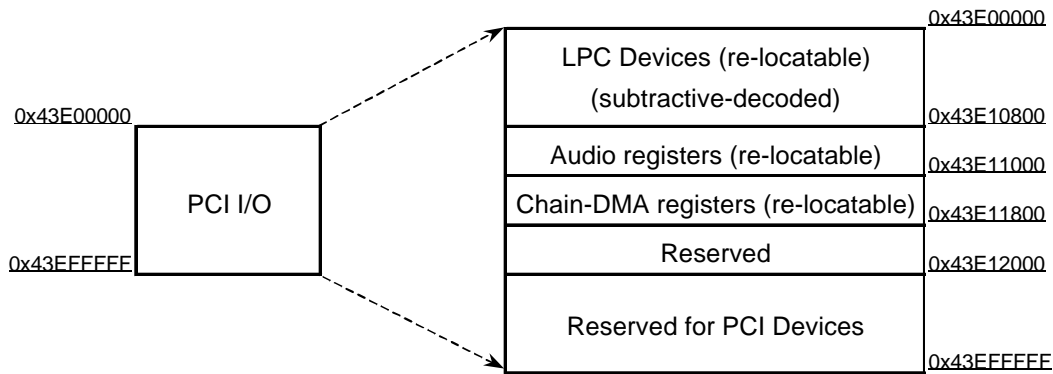 0x43E00000
LPC Devices (re-locatable)
(subtractive-decoded)
0x43E00000
0x43E10800
Audio registers (re-locatable)
0x43E11000
PCI I/O
Chain-DMA registers (re-locatable)
0x43E11800
Reserved
0x43EFFFFF
0x43E12000
Reserved for PCI Devices
0x43EFFFFF